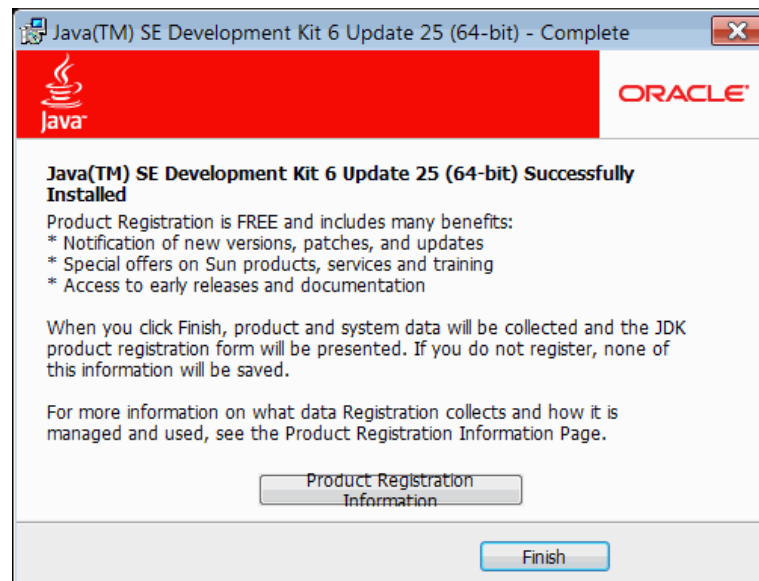 Java(TM) SE Development Kit 6 Update 25 (64-bit) - Complete
Java™
ORACLE®
Java(TM) SE Development Kit 6 Update 25 (64-bit) Successfully
Installed
Product Registration is FREE and includes many benefits:
* Notification of new versions, patches, and updates
* Special offers on Sun products, services and training
* Access to early releases and documentation
When you click Finish, product and system data will be collected and the JDK
product registration form will be presented. If you do not register, none of
this information will be saved.
For more information on what data Registration collects and how it is
managed and used, see the Product Registration Information Page.
Product Registration
Information
Finish